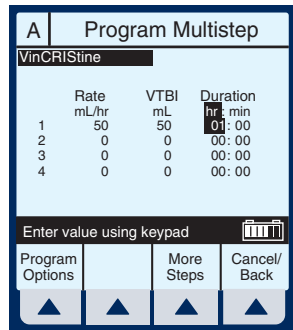 A Program Multistep
VinCRIStine
Rate VTBI Duration
mL/hr mL hr : min
1 50 50 01 : 00
2 0 0 00 : 00
3 0 0 00 : 00
4 0 0 00 : 00
Enter value using keypad
Program Options More Steps Cancel/ Back